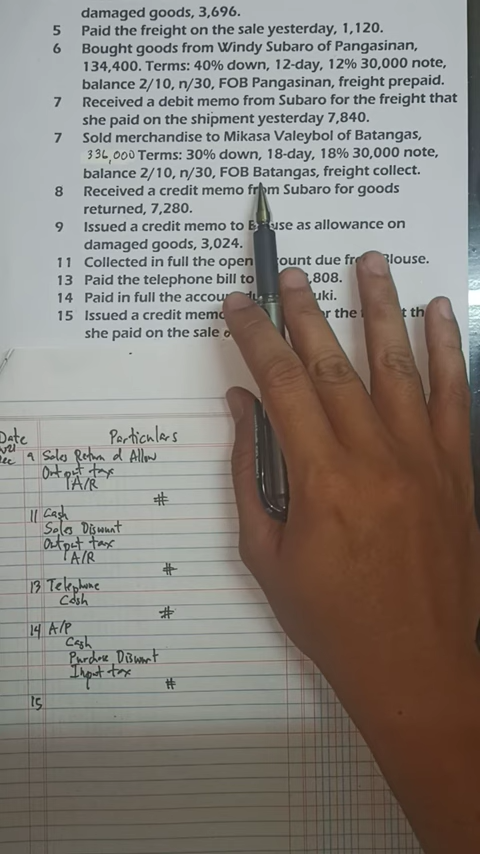 damaged goods, 3,696.
5 Paid the freight on the sale yesterday, 1,120.
6 Bought goods from Windy Subaro of Pangasinan,
134,400. Terms: 40% down, 12-day, 12% 30,000 note,
balance 2/10, n/30, FOB Pangasinan, freight prepaid.
7 Received a debit memo from Subaro for the freight that
she paid on the shipment yesterday 7,840.
7 Sold merchandise to Mikasa Valeybol of Batangas,
336,000 Terms: 30% down, 18-day, 18% 30,000 note,
balance 2/10, n/30, FOB Batangas, freight collect.
8 Received a credit memo from Subaro for goods
returned, 7,280.
9 Issued a credit memo to as allowance on
damaged goods, 3,024.
11 Collected in full the open account due from Blouse.
13 Paid the telephone bill to ,808.
14 Paid in full the account uki.
15 Issued a credit memo the
she paid on the sale
Date Particulars
9 Sales Return & Allow
Output tax
A/R
#
11 Cash
Sales Discount
Output tax
A/R
#
13 Telephone
Cash
#
14 A/P
Cash
Purchase Discount
Input tax
#
15